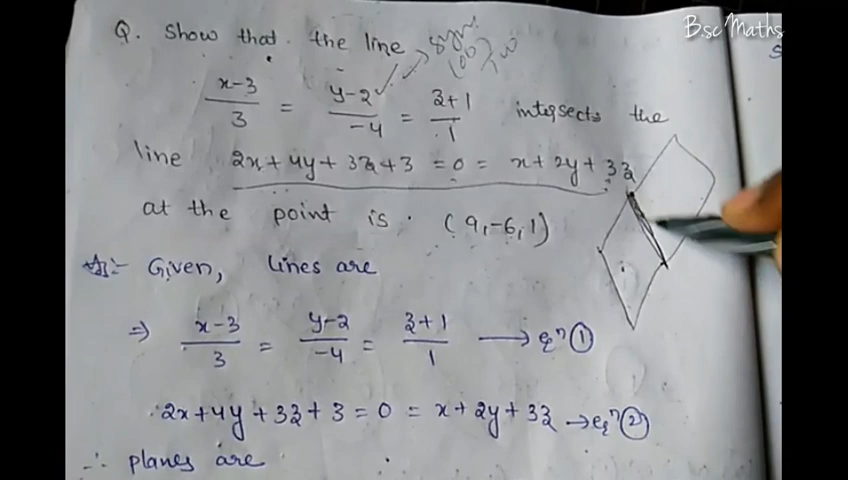 B.sc Maths
Q. Show that the line
x-3/3 = y-2/-4 = z+1/1 intersects the
line 2x+4y+3z+3 = 0 = x+2y+3z
at the point is (9,-6,1)
Given, lines are
⇒ x-3/3 = y-2/-4 = z+1/1 → eqⁿ ①
2x+4y+3z+3 = 0 = x+2y+3z → eqⁿ ②
∴ planes are